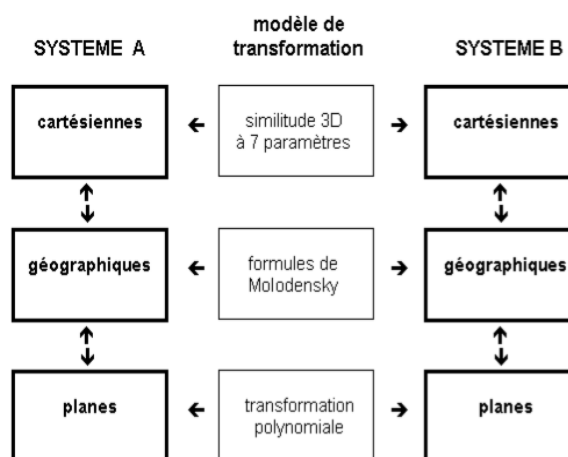 modèle de
SYSTEME A transformation SYSTEME B
cartésiennes similitude 3D cartésiennes
à 7 paramètres
géographiques formules de géographiques
Molodensky
planes transformation planes
polynomiale